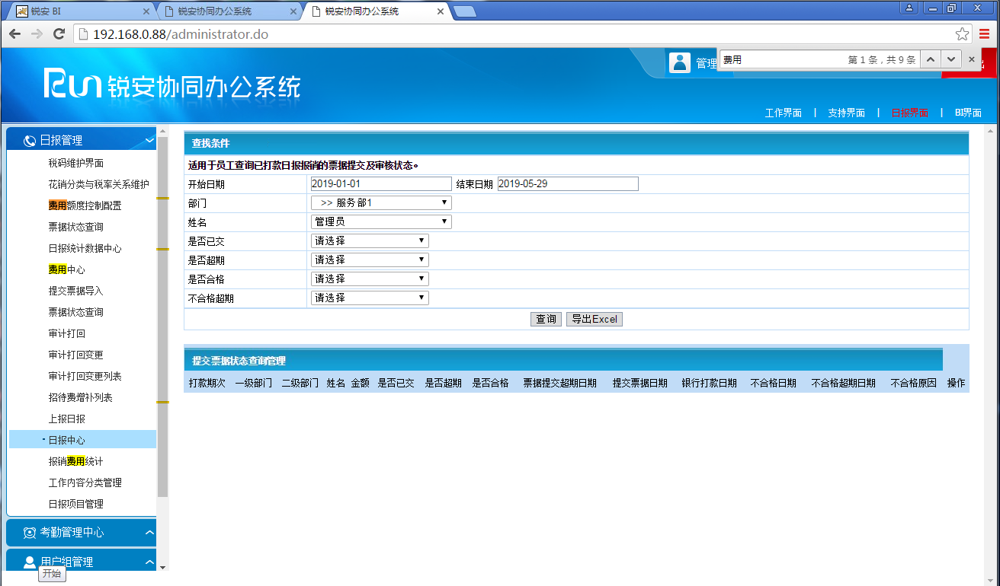 锐安 BI
锐安协同办公系统
锐安协同办公系统
192.168.0.88/administrator.do
费用
第 1 条，共 9 条
管理
Run 锐安协同办公系统
工作界面 | 支持界面 | 日报界面 | BI界面
日报管理
税码维护界面
花销分类与税率关系维护
费用额度控制配置
票据状态查询
日报统计数据中心
费用中心
提交票据导入
票据状态查询
审计打回
审计打回变更
审计打回变更列表
招待费增补列表
上报日报
日报中心
报销费用统计
工作内容分类管理
日报项目管理
考勤管理中心
用户组管理
开始
查找条件
适用于员工查询已打款日报报销的票据提交及审核状态。
开始日期 2019-01-01 结束日期 2019-05-29
部门 >> 服务部1
姓名 管理员
是否已交 请选择
是否超期 请选择
是否合格 请选择
不合格超期 请选择
查询 导出Excel
提交票据状态查询管理
打款期次 一级部门 二级部门 姓名 金额 是否已交 是否超期 是否合格 票据提交超期日期 提交票据日期 银行打款日期 不合格日期 不合格超期日期 不合格原因 操作